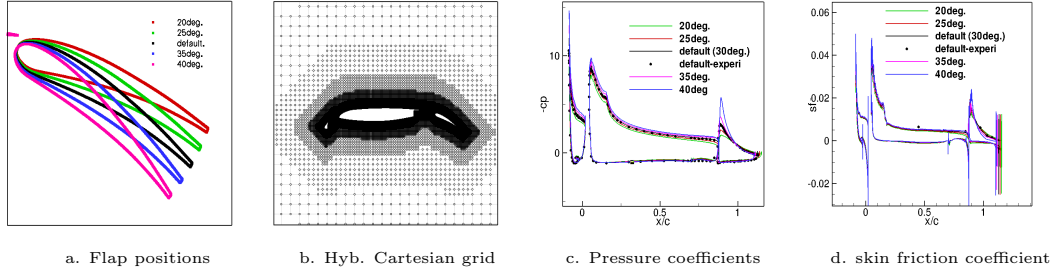 20deg.
25deg.
default.
35deg.
40deg.
a. Flap positions
b. Hyb. Cartesian grid
-cp
10
5
0
0
0.5
1
x/c
20deg.
25deg.
default (30deg.)
default-experi
35deg.
40deg
c. Pressure coefficients
sf
0.06
0.04
0.02
0
-0.02
0
0.5
1
x/c
20deg.
25deg.
default (30deg.)
default-experi
35deg.
40deg.
d. skin friction coefficient